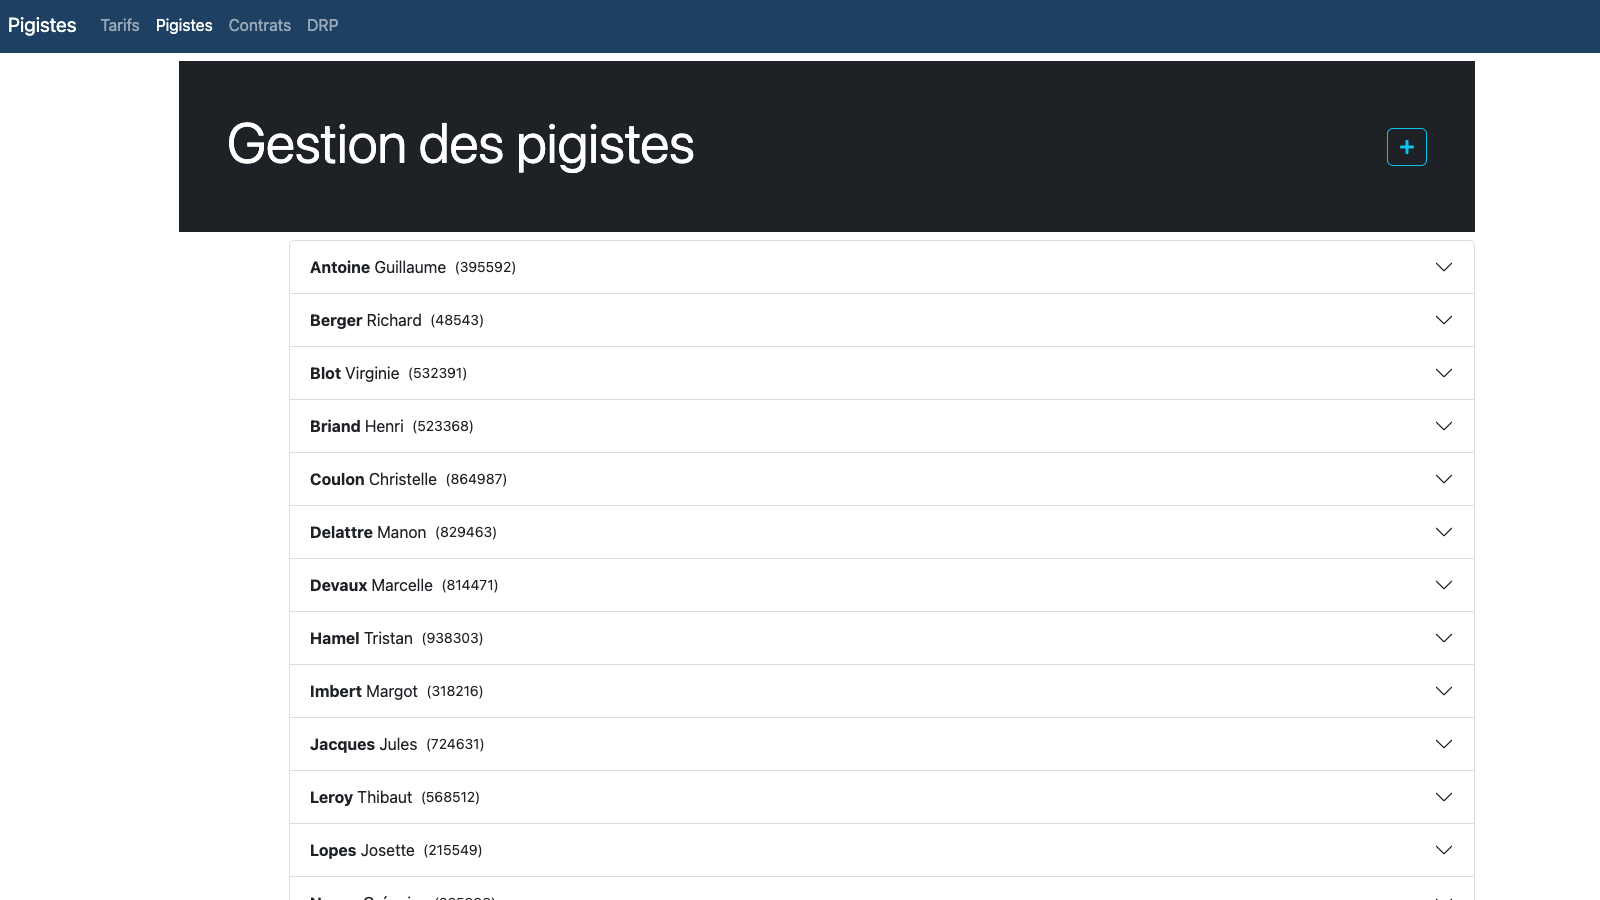 Pigistes Tarifs Pigistes Contrats DRP
Gestion des pigistes
+
Antoine Guillaume (395592)
Berger Richard (48543)
Blot Virginie (532391)
Briand Henri (523368)
Coulon Christelle (864987)
Delattre Manon (829463)
Devaux Marcelle (814471)
Hamel Tristan (938303)
Imbert Margot (318216)
Jacques Jules (724631)
Leroy Thibaut (568512)
Lopes Josette (215549)